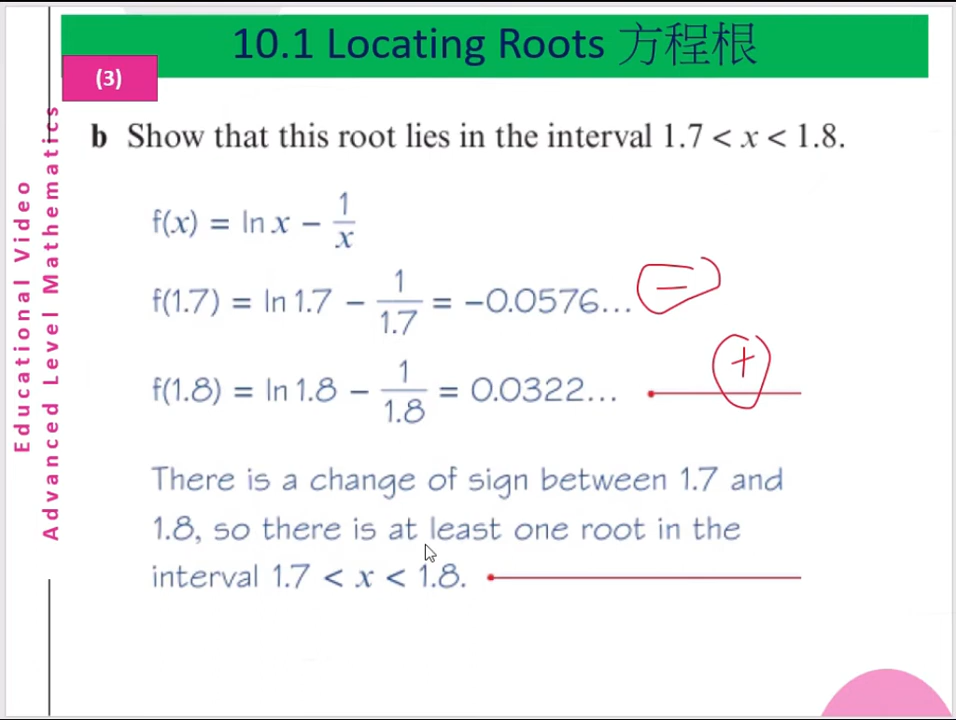 10.1 Locating Roots 方程根
(3)
Educational Video
Advanced Level Mathematics
b Show that this root lies in the interval 1.7 < x < 1.8.
f(x) = ln x − 1/x
f(1.7) = ln 1.7 − 1/1.7 = −0.0576... −
f(1.8) = ln 1.8 − 1/1.8 = 0.0322... +
There is a change of sign between 1.7 and
1.8, so there is at least one root in the
interval 1.7 < x < 1.8.